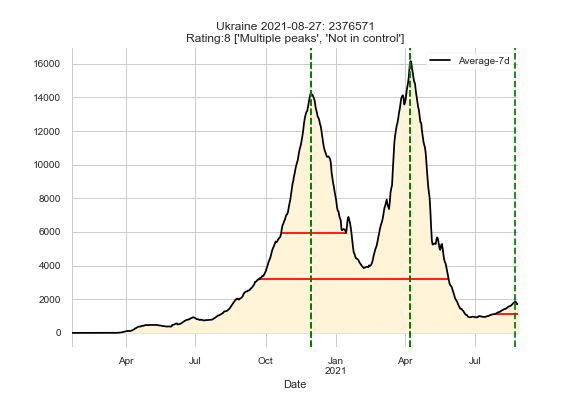 Ukraine 2021-08-27: 2376571
Rating:8 ['Multiple peaks', 'Not in control']
Average-7d
16000
14000
12000
10000
8000
6000
4000
2000
0
Apr Jul Oct Jan Apr Jul
2021
Date